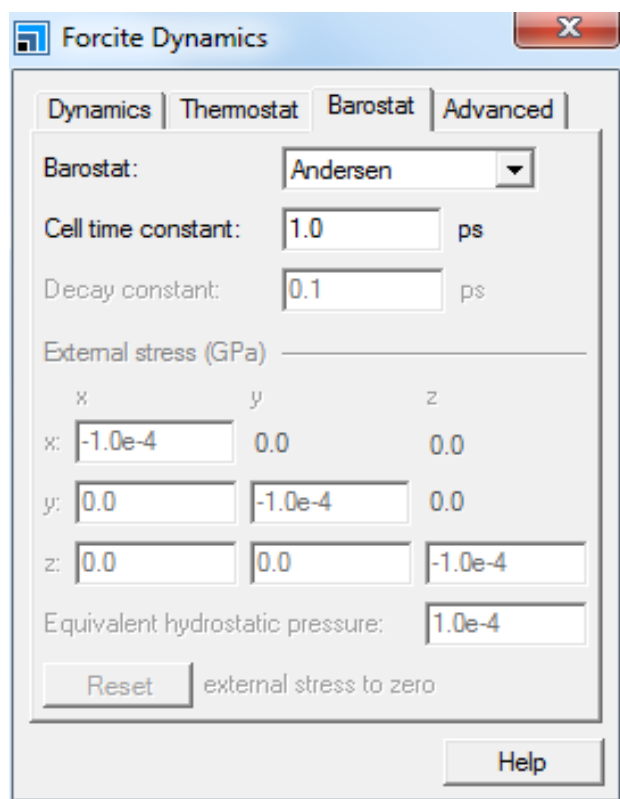 Forcite Dynamics
Dynamics Thermostat Barostat Advanced
Barostat: Andersen
Cell time constant: 1.0 ps
Decay constant: 0.1 ps
External stress (GPa)
x y z
x: -1.0e-4 0.0 0.0
y: 0.0 -1.0e-4 0.0
z: 0.0 0.0 -1.0e-4
Equivalent hydrostatic pressure: 1.0e-4
Reset external stress to zero
Help